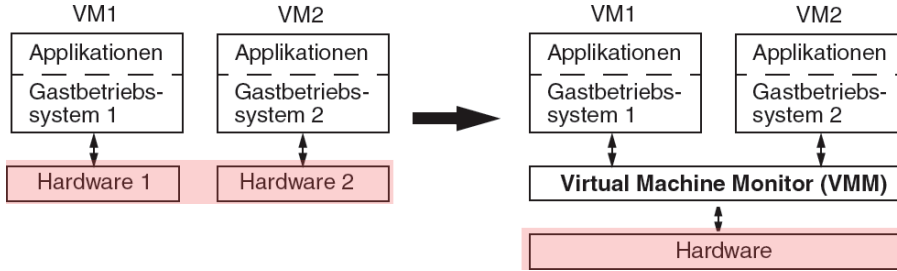 VM1
VM2
Applikationen
Applikationen
Gastbetriebs-
system 1
Gastbetriebs-
system 2
Hardware 1
Hardware 2
VM1
VM2
Applikationen
Applikationen
Gastbetriebs-
system 1
Gastbetriebs-
system 2
Virtual Machine Monitor (VMM)
Hardware